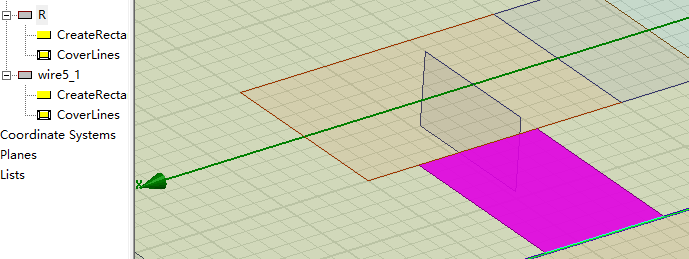 R
CreateRecta
CoverLines
wire5_1
CreateRecta
CoverLines
Coordinate Systems
Planes
Lists
x